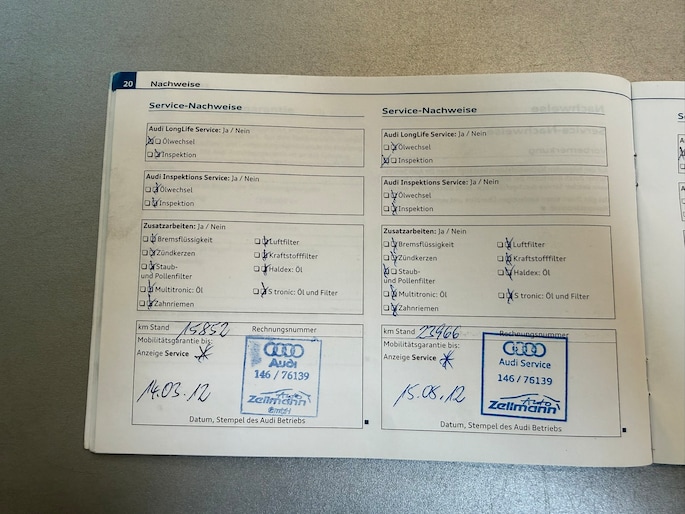 20 Nachweise
Service-Nachweise
Audi LongLife Service: Ja / Nein
Ölwechsel
Inspektion
Audi Inspektions Service: Ja / Nein
Ölwechsel
Inspektion
Zusatzarbeiten: Ja / Nein
Bremsflüssigkeit
Zündkerzen
Staub-
und Pollenfilter
Multitronic: Öl
Zahnriemen
Luftfilter
Kraftstofffilter
Haldex: Öl
S tronic: Öl und Filter
km Stand 15852 Rechnungsnummer
Mobilitätsgarantie bis:
Anzeige Service
14.03.12
Audi
146 / 76139
Auto
Zellmann
GmbH
Datum, Stempel des Audi Betriebs
Service-Nachweise
Audi LongLife Service: Ja / Nein
Ölwechsel
Inspektion
Audi Inspektions Service: Ja / Nein
Ölwechsel
Inspektion
Zusatzarbeiten: Ja / Nein
Bremsflüssigkeit
Zündkerzen
Staub-
und Pollenfilter
Multitronic: Öl
Zahnriemen
Luftfilter
Kraftstofffilter
Haldex: Öl
S tronic: Öl und Filter
km Stand 23966 Rechnungsnummer
Mobilitätsgarantie bis:
Anzeige Service
15.08.12
Audi Service
146 / 76139
Auto
Zellmann
Datum, Stempel des Audi Betriebs